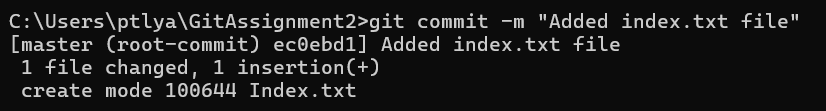 C:\Users\ptlya\GitAssignment2>git commit -m "Added index.txt file"
[master (root-commit) ec0ebd1] Added index.txt file
 1 file changed, 1 insertion(+)
 create mode 100644 Index.txt